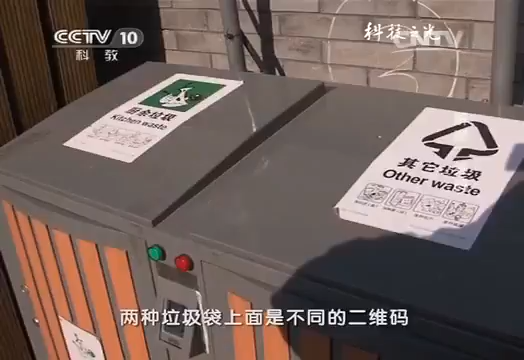 CCTV 10
科教
科技之光
CNTV
厨余垃圾
Kitchen waste
其它垃圾
Other waste
两种垃圾袋上面是不同的二维码